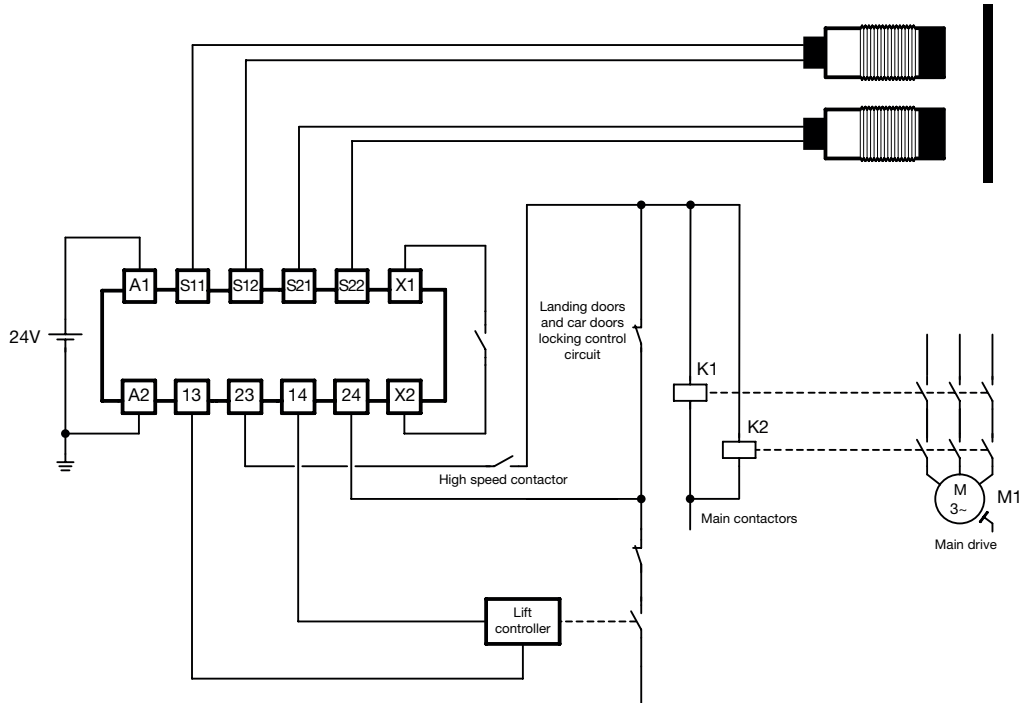 A1
S11
S12
S21
S22
X1
24V
Landing doors
and car doors
locking control
circuit
K1
A2
13
23
14
24
X2
K2
High speed contactor
M
3~
M1
Main contactors
Main drive
Lift
controller